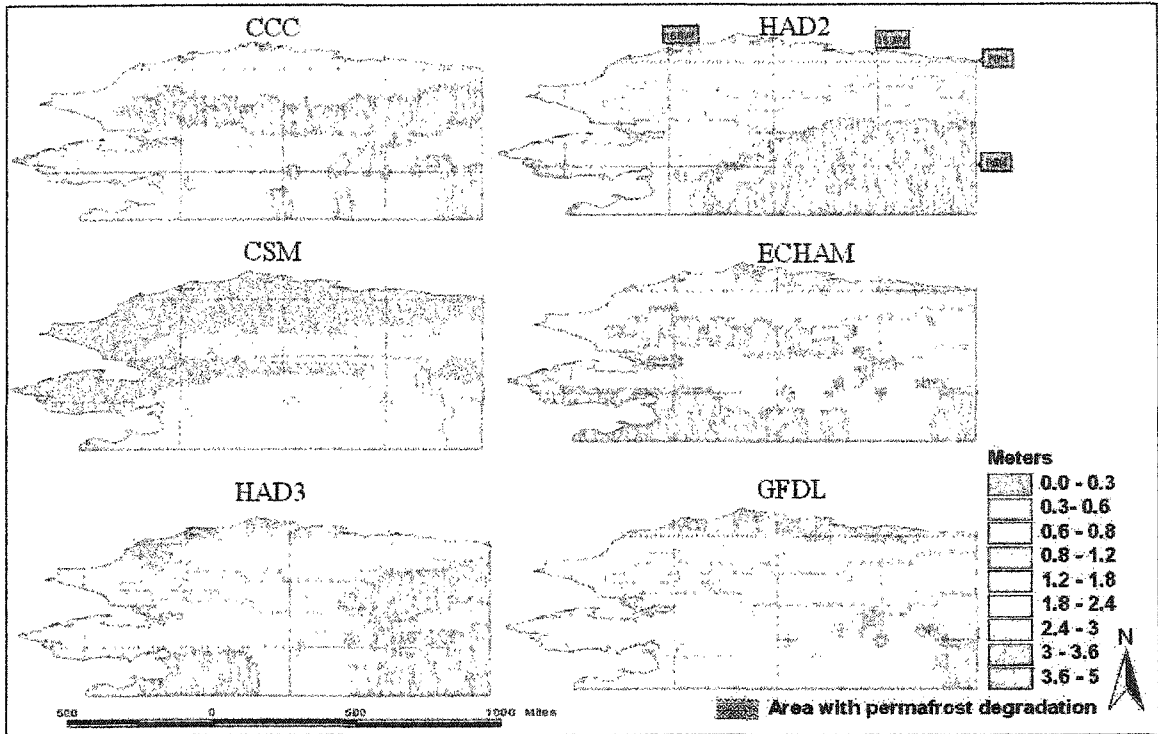 CCC
HAD2
CSM
ECHAM
HAD3
GFDL
Meters
0.0 - 0.3
0.3- 0.6
0.6 - 0.8
0.8 - 1.2
1.2 - 1.8
1.8 - 2.4
2.4 - 3
3 - 3.6
3.6 - 5
N
500 0 500 1000 Miles
Area with permafrost degradation